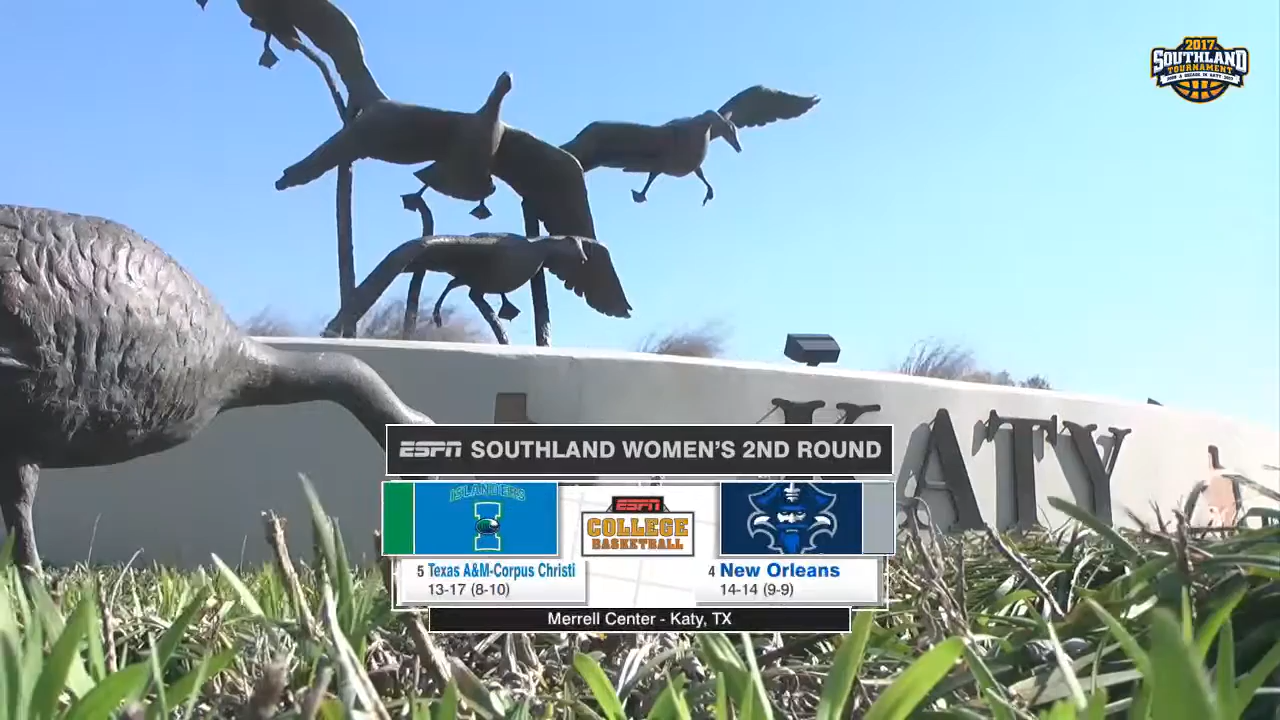 2017
SOUTHLAND
TOURNAMENT
KATY
ESPN SOUTHLAND WOMEN'S 2ND ROUND
ISLANDERS
ESPN
COLLEGE
BASKETBALL
5 Texas A&M-Corpus Christi
13-17 (8-10)
4 New Orleans
14-14 (9-9)
Merrell Center - Katy, TX